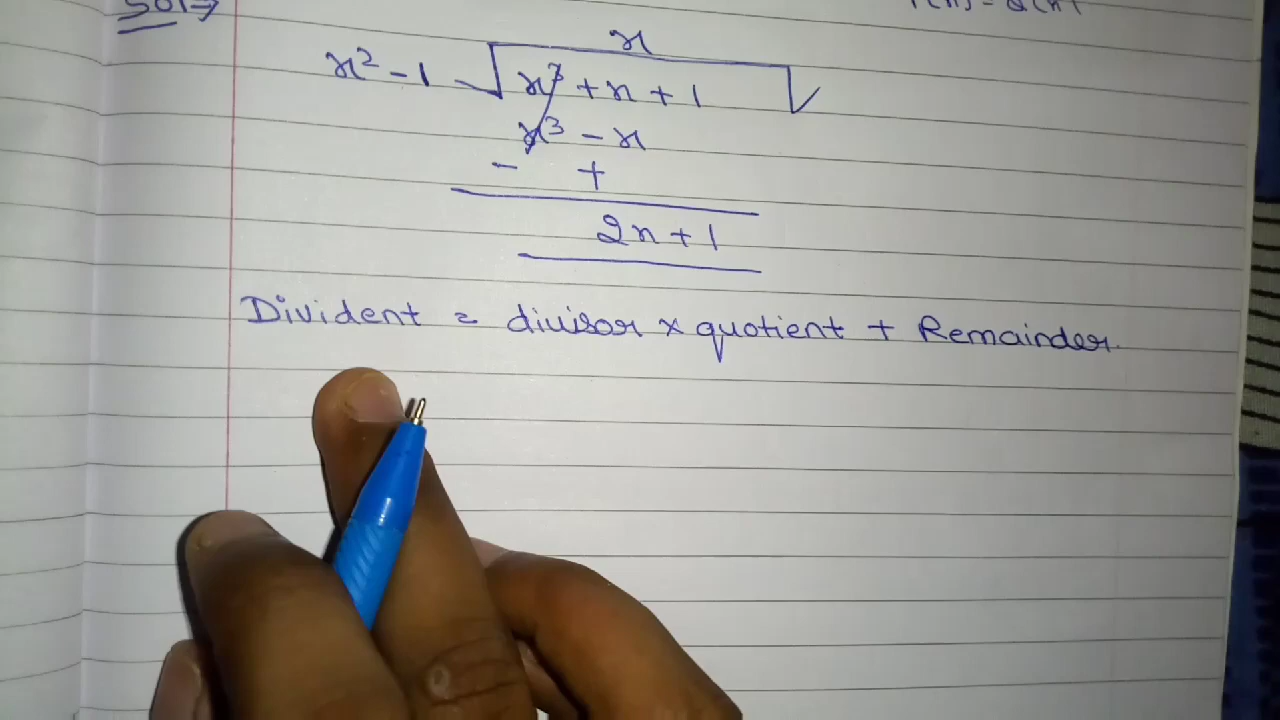 Sol⇒
x
x² - 1 √ x³ + x + 1
x³ - x
- +
2x + 1
Divident = divisor × quotient + Remainder.